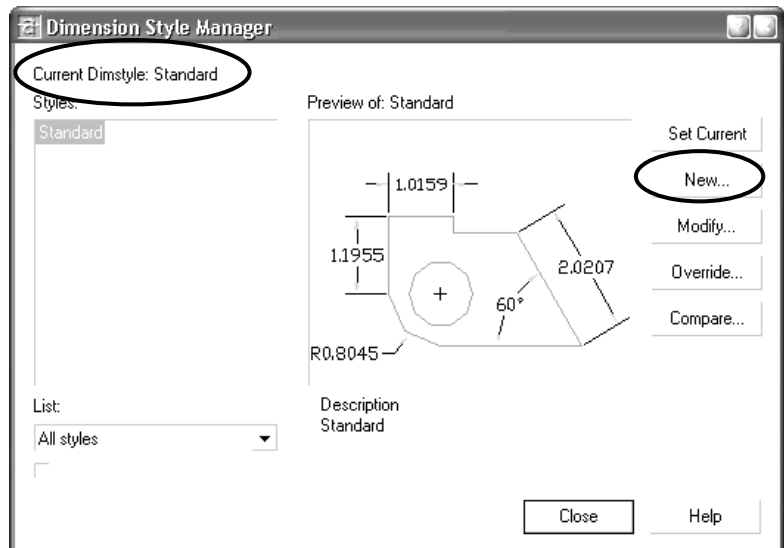 Dimension Style Manager
Current Dimstyle: Standard
Styles:
Standard
Preview of: Standard
1.0159
1.1955
2.0207
60°
R0.8045
Set Current
New...
Modify...
Override...
Compare...
List:
All styles
Description
Standard
Close
Help